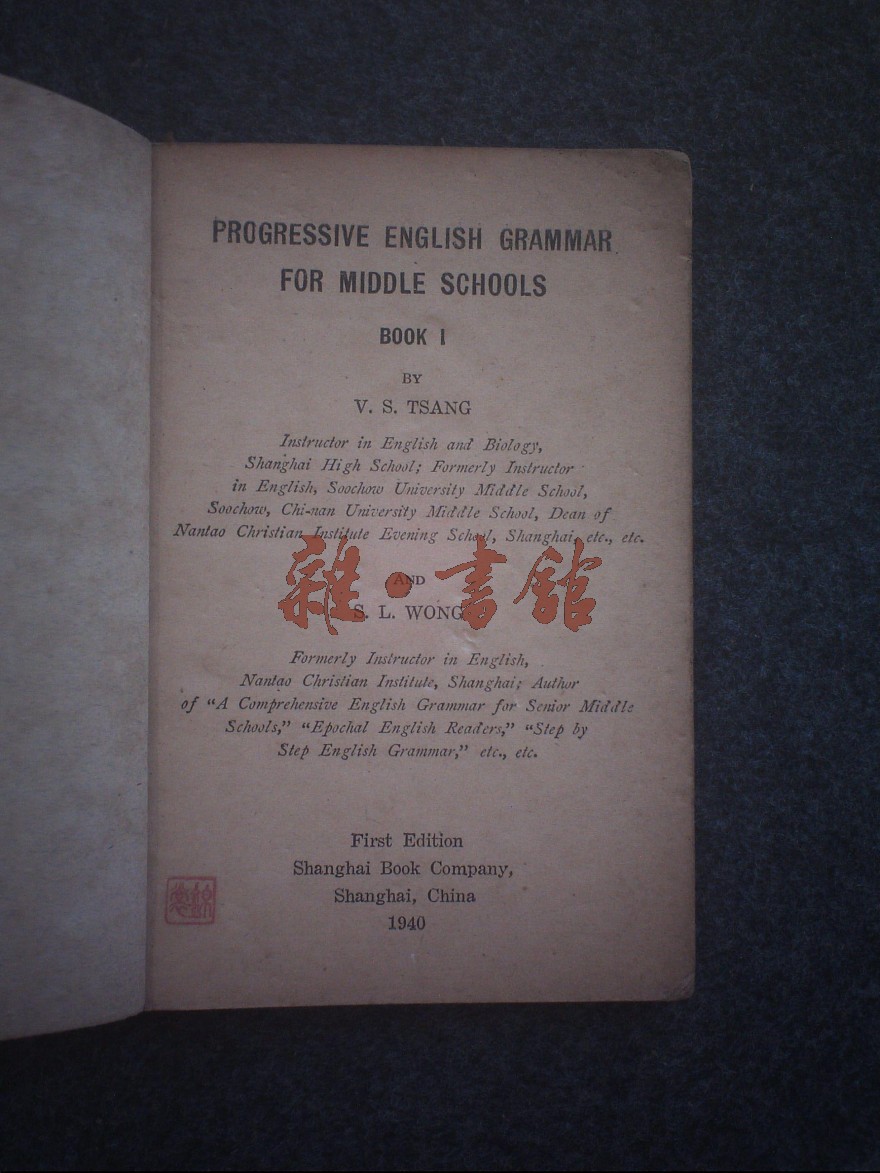 PROGRESSIVE ENGLISH GRAMMAR
FOR MIDDLE SCHOOLS
BOOK I
BY
V. S. TSANG
Instructor in English and Biology,
Shanghai High School; Formerly Instructor
in English, Soochow University Middle School,
Soochow, Chi-nan University Middle School, Dean of
Nantao Christian Institute Evening School, Shanghai, etc., etc.
雜·書館
AND
S. L. WONG
Formerly Instructor in English,
Nantao Christian Institute, Shanghai; Author
of "A Comprehensive English Grammar for Senior Middle
Schools," "Epochal English Readers," "Step by
Step English Grammar," etc., etc.
First Edition
Shanghai Book Company,
Shanghai, China
1940